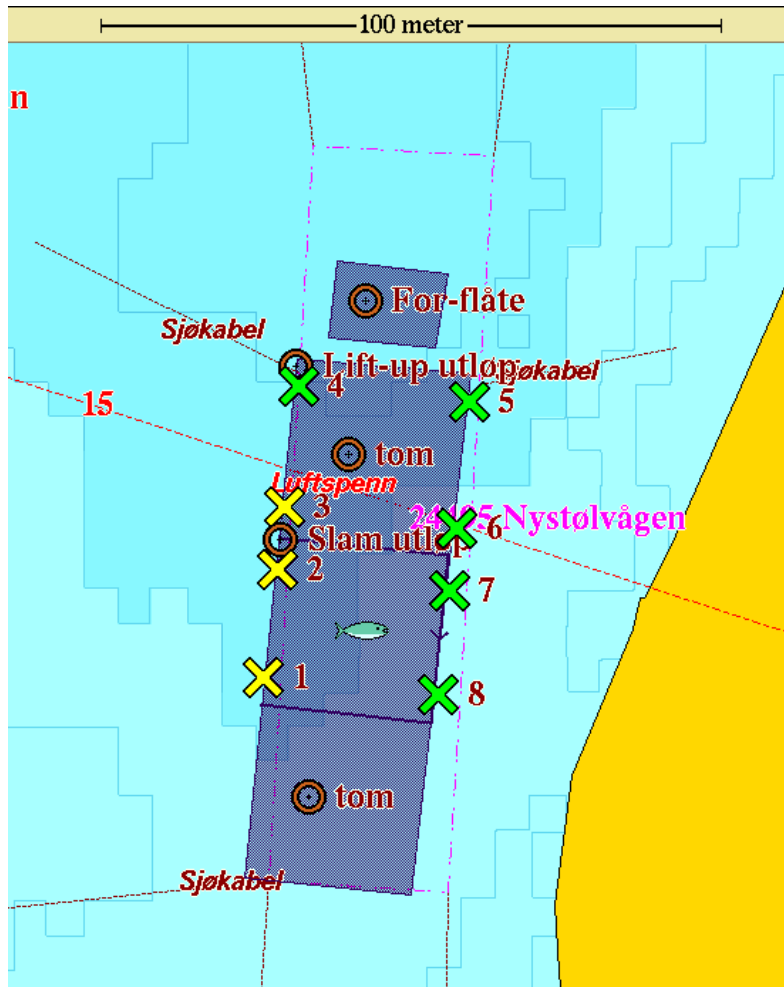 100 meter
n
For-flåte
Sjøkabel
Lift-up utløp
Sjøkabel
4
5
15
tom
Luftspenn
3
Nystølvågen
6
Slam utløp
2
7
1
8
tom
Sjøkabel